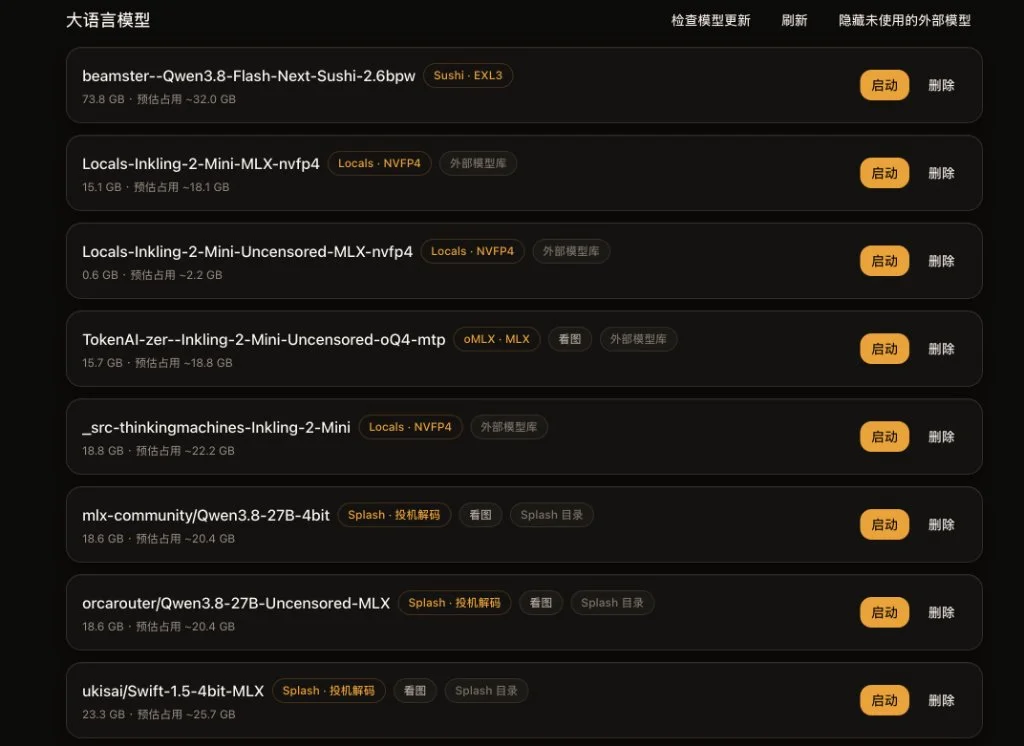 大语言模型 检查模型更新 刷新 隐藏未使用的外部模型
beamster--Qwen3.8-Flash-Next-Sushi-2.6bpw Sushi · EXL3
73.8 GB · 预估占用 ~32.0 GB
启动 删除
Locals-Inkling-2-Mini-MLX-nvfp4 Locals · NVFP4 外部模型库
15.1 GB · 预估占用 ~18.1 GB
启动 删除
Locals-Inkling-2-Mini-Uncensored-MLX-nvfp4 Locals · NVFP4 外部模型库
0.6 GB · 预估占用 ~2.2 GB
启动 删除
TokenAI-zer--Inkling-2-Mini-Uncensored-oQ4-mtp oMLX · MLX 看图 外部模型库
15.7 GB · 预估占用 ~18.8 GB
启动 删除
_src-thinkingmachines-Inkling-2-Mini Locals · NVFP4 外部模型库
18.8 GB · 预估占用 ~22.2 GB
启动 删除
mlx-community/Qwen3.8-27B-4bit Splash · 投机解码 看图 Splash 目录
18.6 GB · 预估占用 ~20.4 GB
启动 删除
orcarouter/Qwen3.8-27B-Uncensored-MLX Splash · 投机解码 看图 Splash 目录
18.6 GB · 预估占用 ~20.4 GB
启动 删除
ukisai/Swift-1.5-4bit-MLX Splash · 投机解码 看图 Splash 目录
23.3 GB · 预估占用 ~25.7 GB
启动 删除